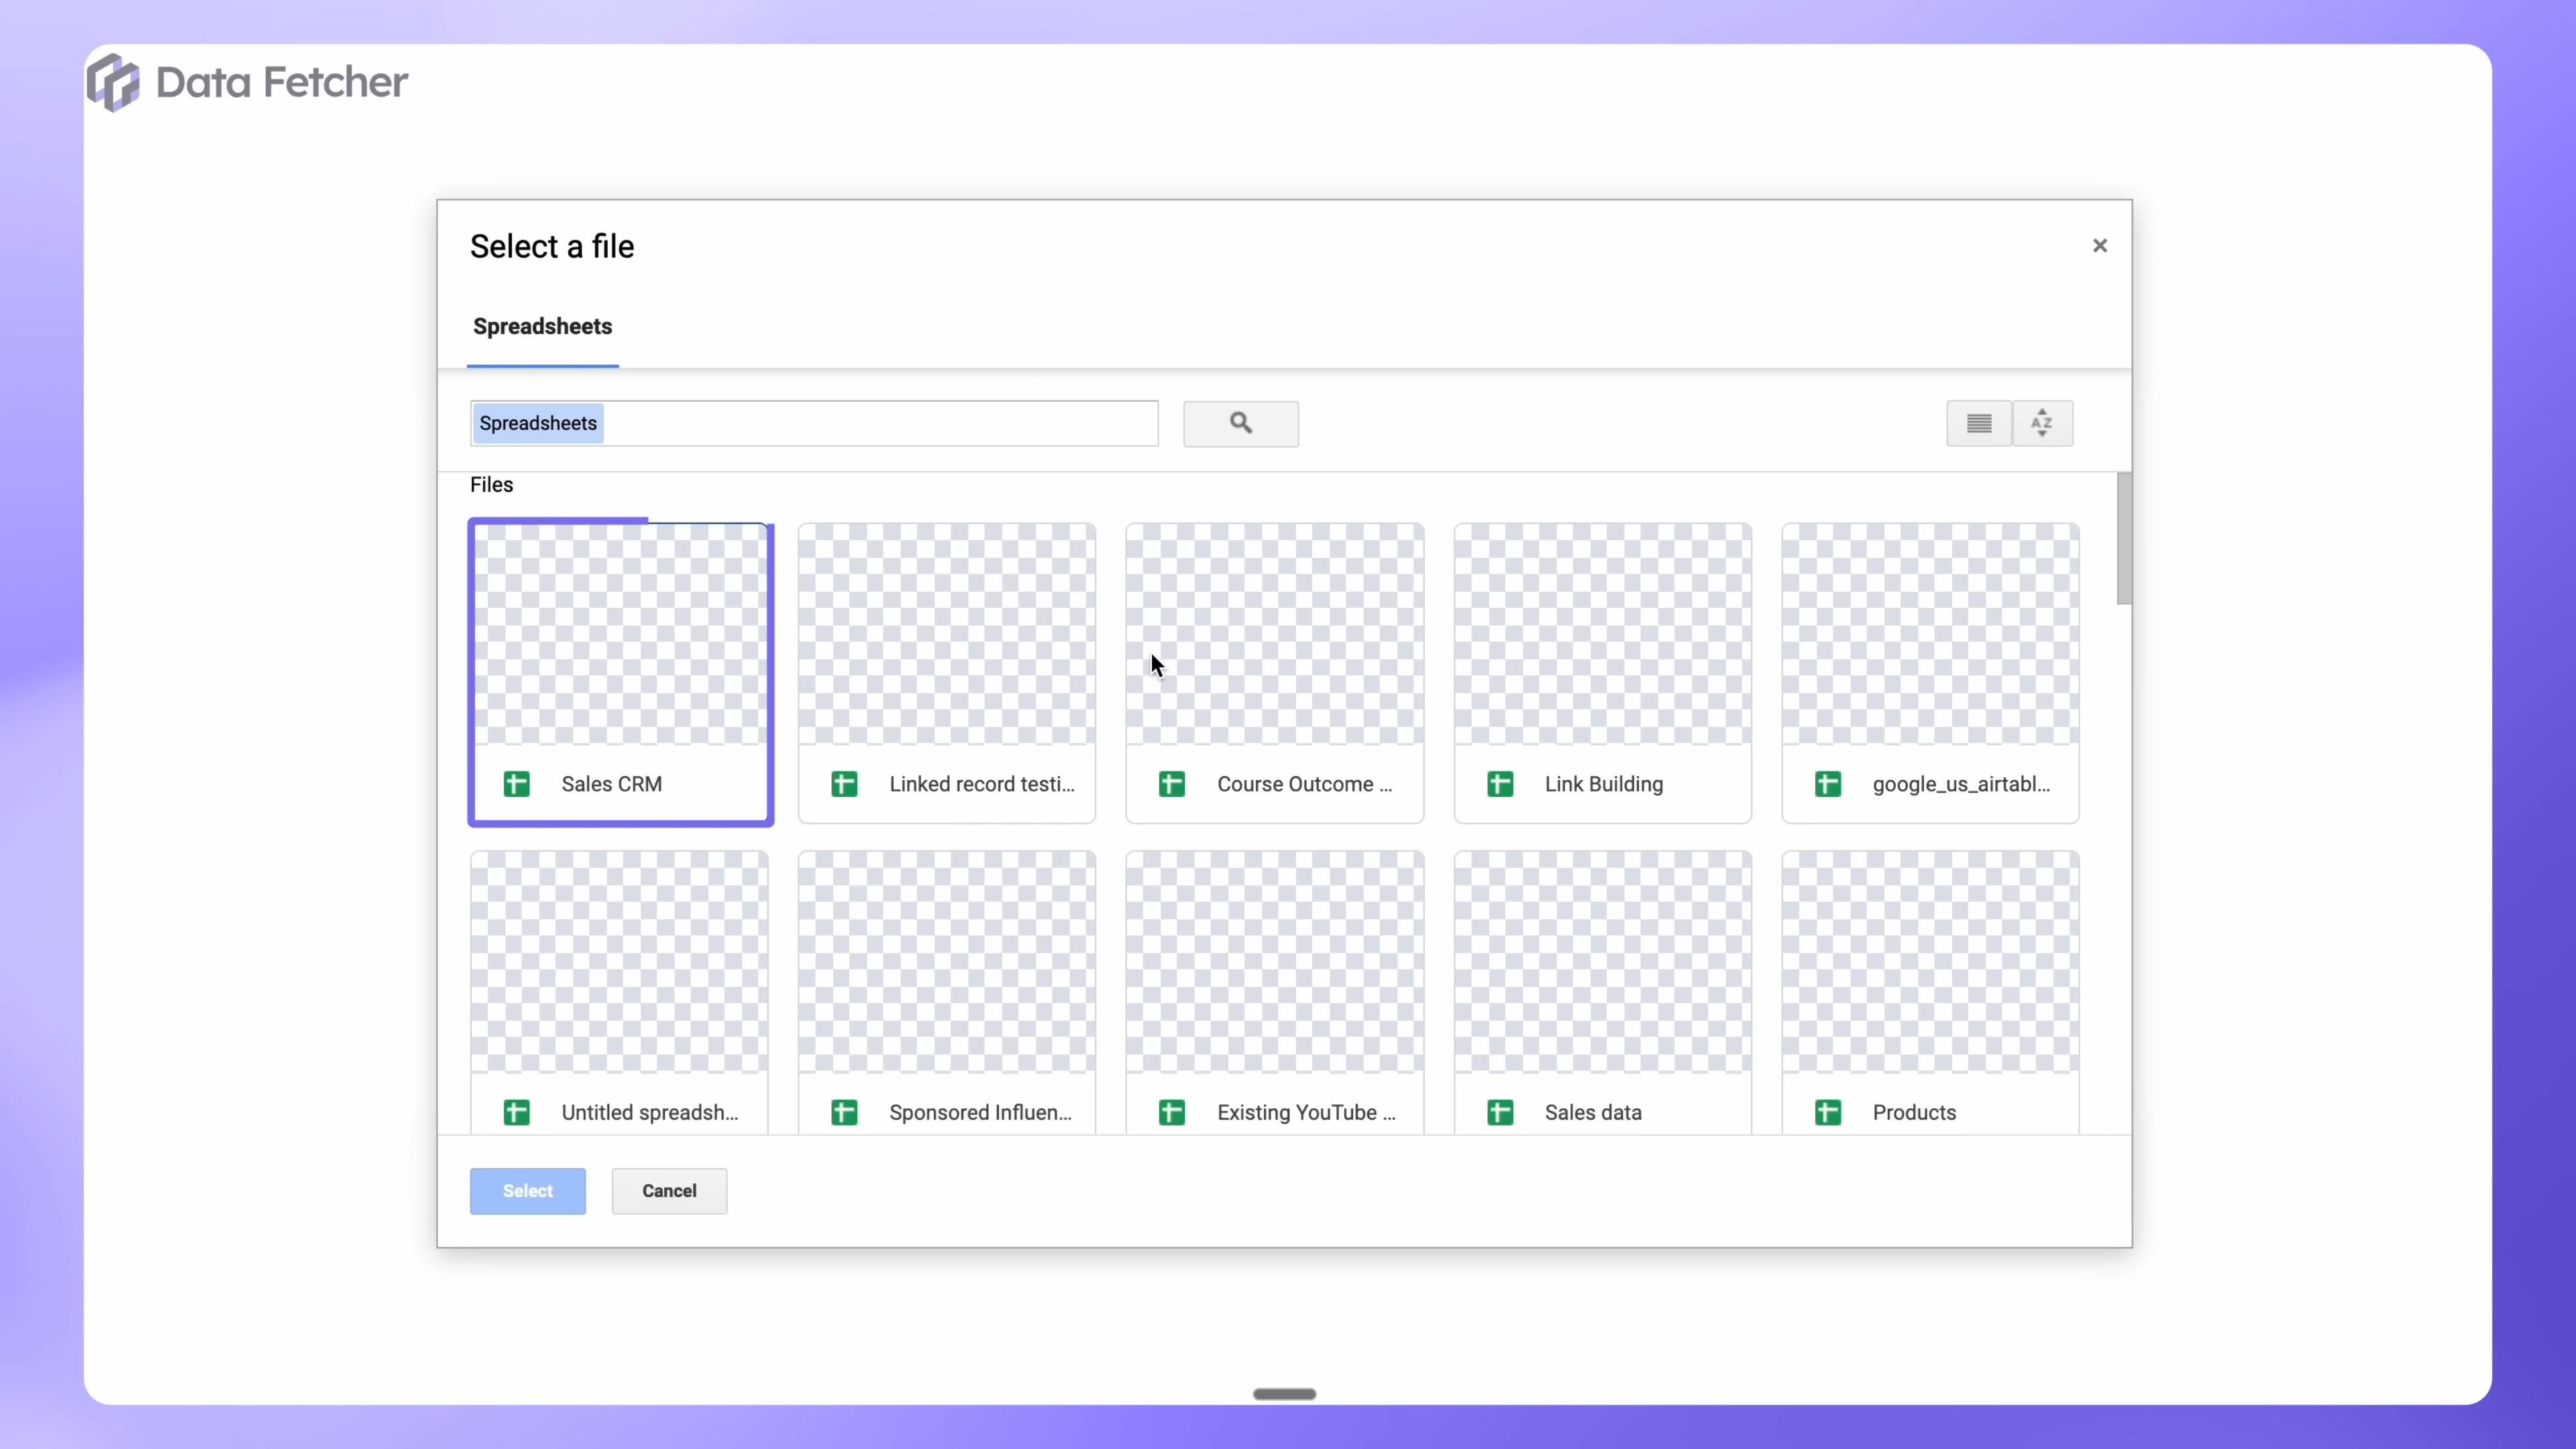 Data Fetcher
Select a file
Spreadsheets
Spreadsheets
AZ
Files
Sales CRM
Linked record testi...
Course Outcome ...
Link Building
google_us_airtabl...
Untitled spreadsh...
Sponsored Influen...
Existing YouTube ...
Sales data
Products
Select
Cancel